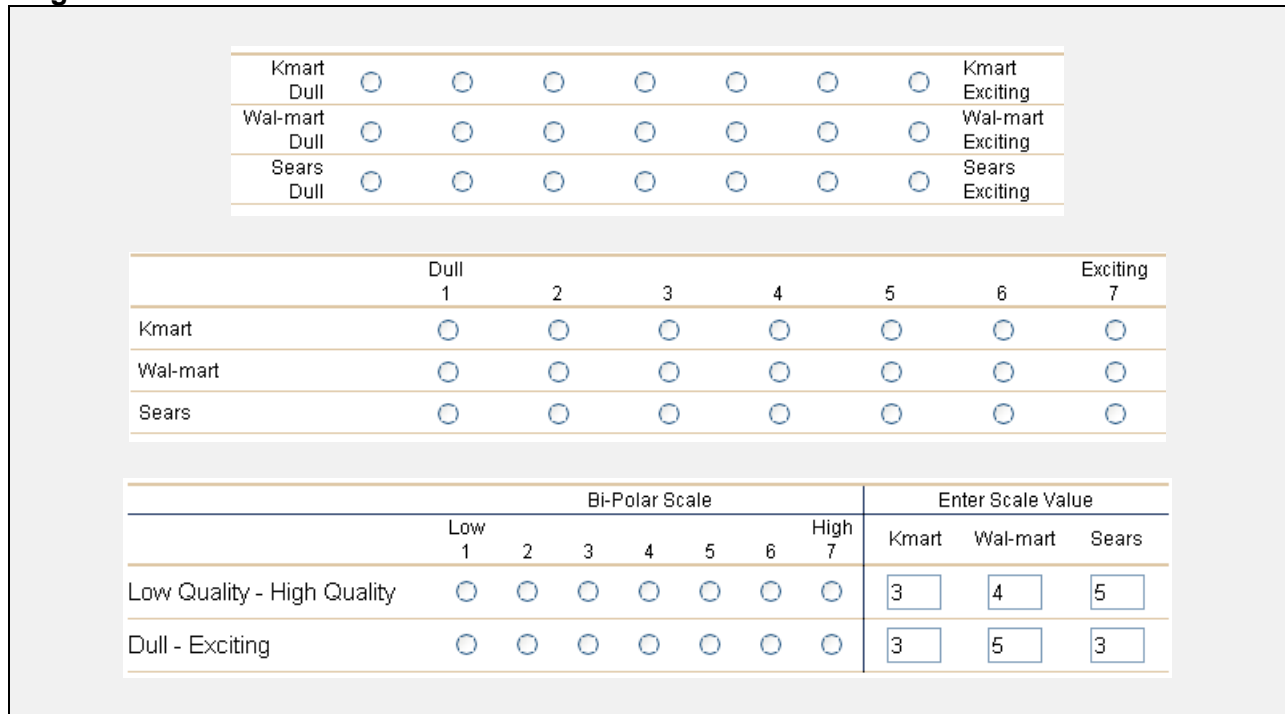 Kmart Kmart
Dull Exciting
Wal-mart Wal-mart
Dull Exciting
Sears Sears
Dull Exciting
Dull Exciting
1 2 3 4 5 6 7
Kmart
Wal-mart
Sears
Bi-Polar Scale Enter Scale Value
Low High
1 2 3 4 5 6 7 Kmart Wal-mart Sears
Low Quality - High Quality 3 4 5
Dull - Exciting 3 5 3